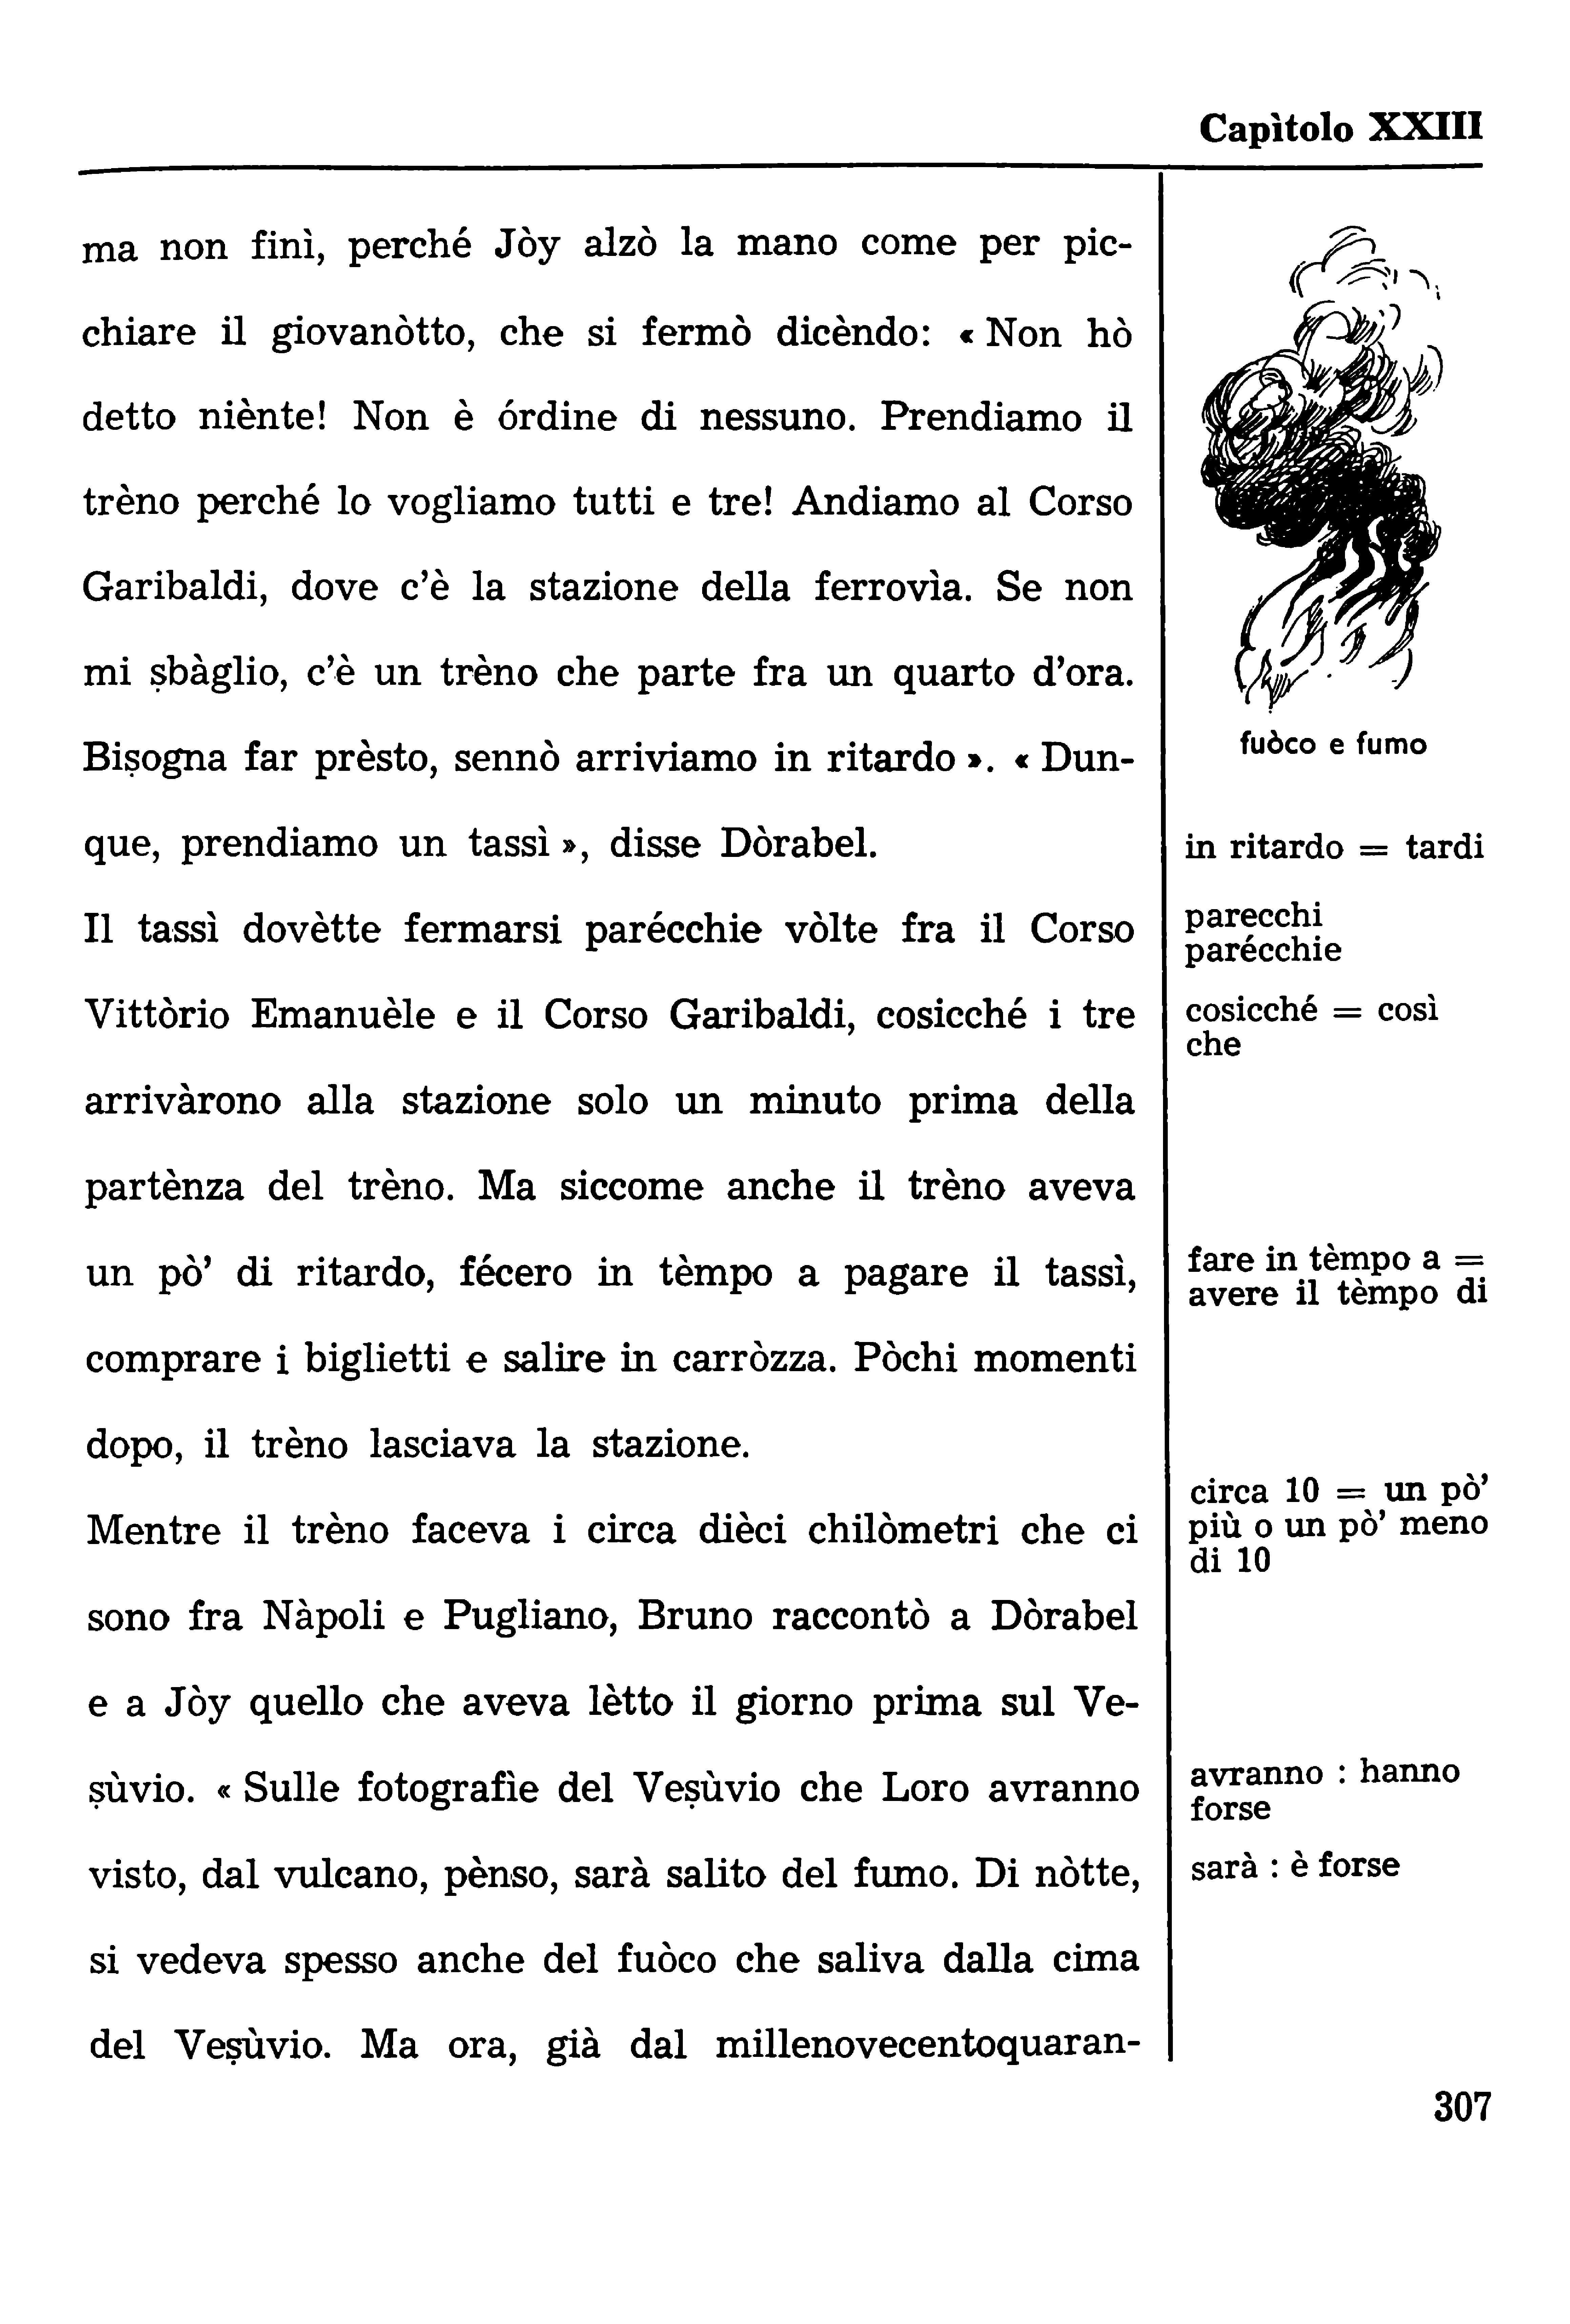 Capìtolo XXIII
ma non finì, perché Jòy alzò la mano come per pic-
chiare il giovanòtto, che si fermò dicèndo: « Non hò
detto niènte! Non è órdine di nessuno. Prendiamo il
trèno perché lo vogliamo tutti e tre! Andiamo al Corso
Garibaldi, dove c’è la stazione della ferrovìa. Se non
mi ṣbàglio, c’è un trèno che parte fra un quarto d’ora.
Biṣogna far prèsto, sennò arriviamo in ritardo ». « Dun-
que, prendiamo un tassì », disse Dòrabel.
Il tassì dovètte fermarsi parécchie vòlte fra il Corso
Vittòrio Emanuèle e il Corso Garibaldi, cosicché i tre
arrivàrono alla stazione solo un minuto prima della
partènza del trèno. Ma siccome anche il trèno aveva
un pò’ di ritardo, fécero in tèmpo a pagare il tassì,
comprare i biglietti e salire in carròzza. Pòchi momenti
dopo, il trèno lasciava la stazione.
Mentre il trèno faceva i circa dièci chilòmetri che ci
sono fra Nàpoli e Pugliano, Bruno raccontò a Dòrabel
e a Jòy quello che aveva lètto il giorno prima sul Ve-
ṣùvio. « Sulle fotografìe del Veṣùvio che Loro avranno
visto, dal vulcano, pènso, sarà salito del fumo. Di nòtte,
si vedeva spesso anche del fuòco che saliva dalla cima
del Veṣùvio. Ma ora, già dal millenovecentoquaran-
fuòco e fumo
in ritardo = tardi
parecchi
parécchie
cosicché = così
che
fare in tèmpo a =
avere il tèmpo di
circa 10 = un pò’
più o un pò’ meno
di 10
avranno : hanno
forse
sarà : è forse
307